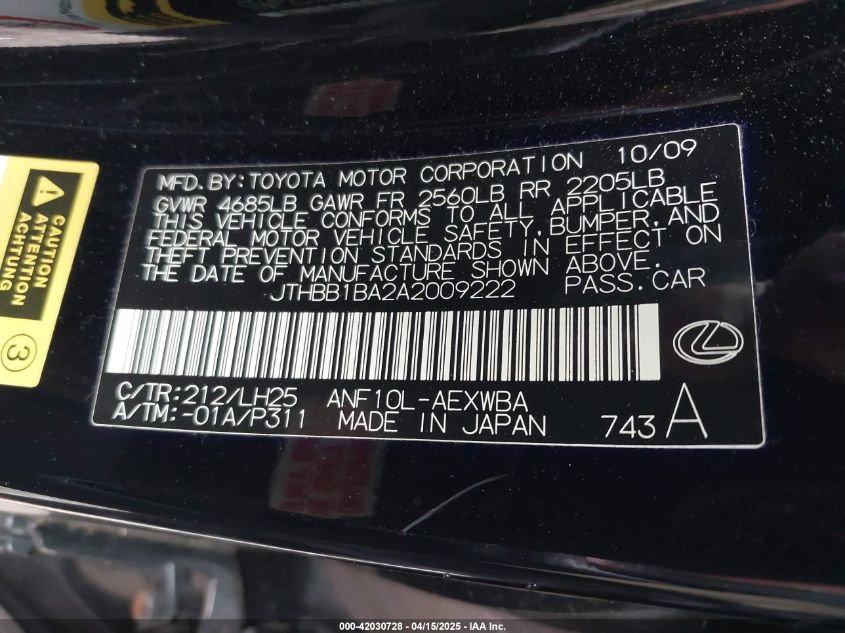 MFD. BY: TOYOTA MOTOR CORPORATION 10/09
GVWR 4685LB GAWR FR 2560LB RR 2205LB
THIS VEHICLE CONFORMS TO ALL APPLICABLE
FEDERAL MOTOR VEHICLE SAFETY, BUMPER, AND
THEFT PREVENTION STANDARDS IN EFFECT ON
THE DATE OF MANUFACTURE SHOWN ABOVE.
JTHBB1BA2A2009222 PASS. CAR
C/TR: 212/LH25 ANF10L-AEXWBA
A/TM: -01A/P311 MADE IN JAPAN 743 A
CAUTION
ATTENTION
ACHTUNG
3
000-42030728 - 04/15/2025 - IAA Inc.